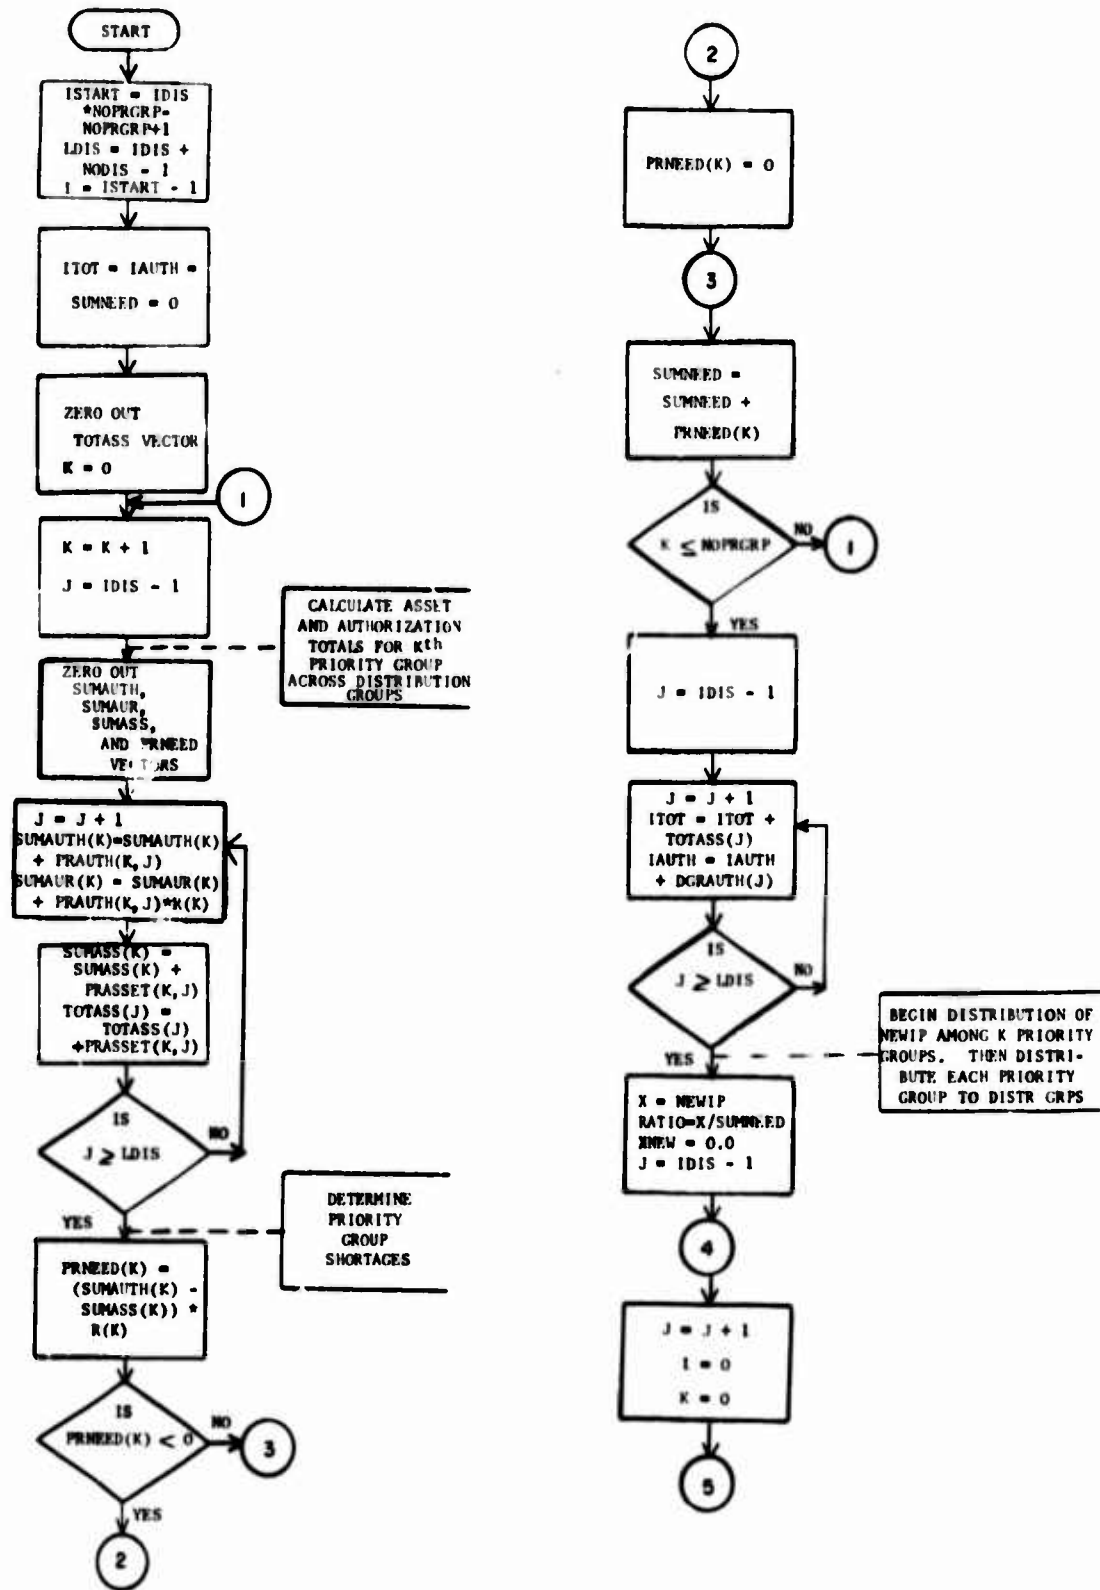 START
ISTART = IDIS
*NOPRGRP-
NOPRGRP+1
LDIS = IDIS +
NODIS - 1
I = ISTART - 1
ITOT = IAUTH =
SUMNEED = 0
ZERO OUT
TOTASS VECTOR
K = 0
1
K = K + 1
J = IDIS - 1
CALCULATE ASSET
AND AUTHORIZATION
TOTALS FOR Kth
PRIORITY GROUP
ACROSS DISTRIBUTION
GROUPS
ZERO OUT
SUMAUTH,
SUMAUR,
SUMASS,
AND PRNEED
VECTORS
J = J + 1
SUMAUTH(K)=SUMAUTH(K)
+ PRAUTH(K,J)
SUMAUR(K) = SUMAUR(K)
+ PRAUTH(K,J)*R(K)
SUMASS(K) =
SUMASS(K) +
PRASSET(K,J)
TOTASS(J) =
TOTASS(J)
+PRASSET(K,J)
IS
J ≥ LDIS
NO
YES
DETERMINE
PRIORITY
GROUP
SHORTAGES
PRNEED(K) =
(SUMAUTH(K) -
SUMASS(K)) *
R(K)
IS
PRNEED(K) < 0
NO
3
YES
2
2
PRNEED(K) = 0
3
SUMNEED =
SUMNEED +
PRNEED(K)
IS
K ≤ NOPRGRP
NO
1
YES
J = IDIS - 1
J = J + 1
ITOT = ITOT +
TOTASS(J)
IAUTH = IAUTH
+ DGRAUTH(J)
IS
J ≥ LDIS
NO
YES
BEGIN DISTRIBUTION OF
NEWIP AMONG K PRIORITY
GROUPS. THEN DISTRI-
BUTE EACH PRIORITY
GROUP TO DISTR GRPS
X = NEWIP
RATIO=X/SUMNEED
XNEW = 0.0
J = IDIS - 1
4
J = J + 1
I = 0
K = 0
5